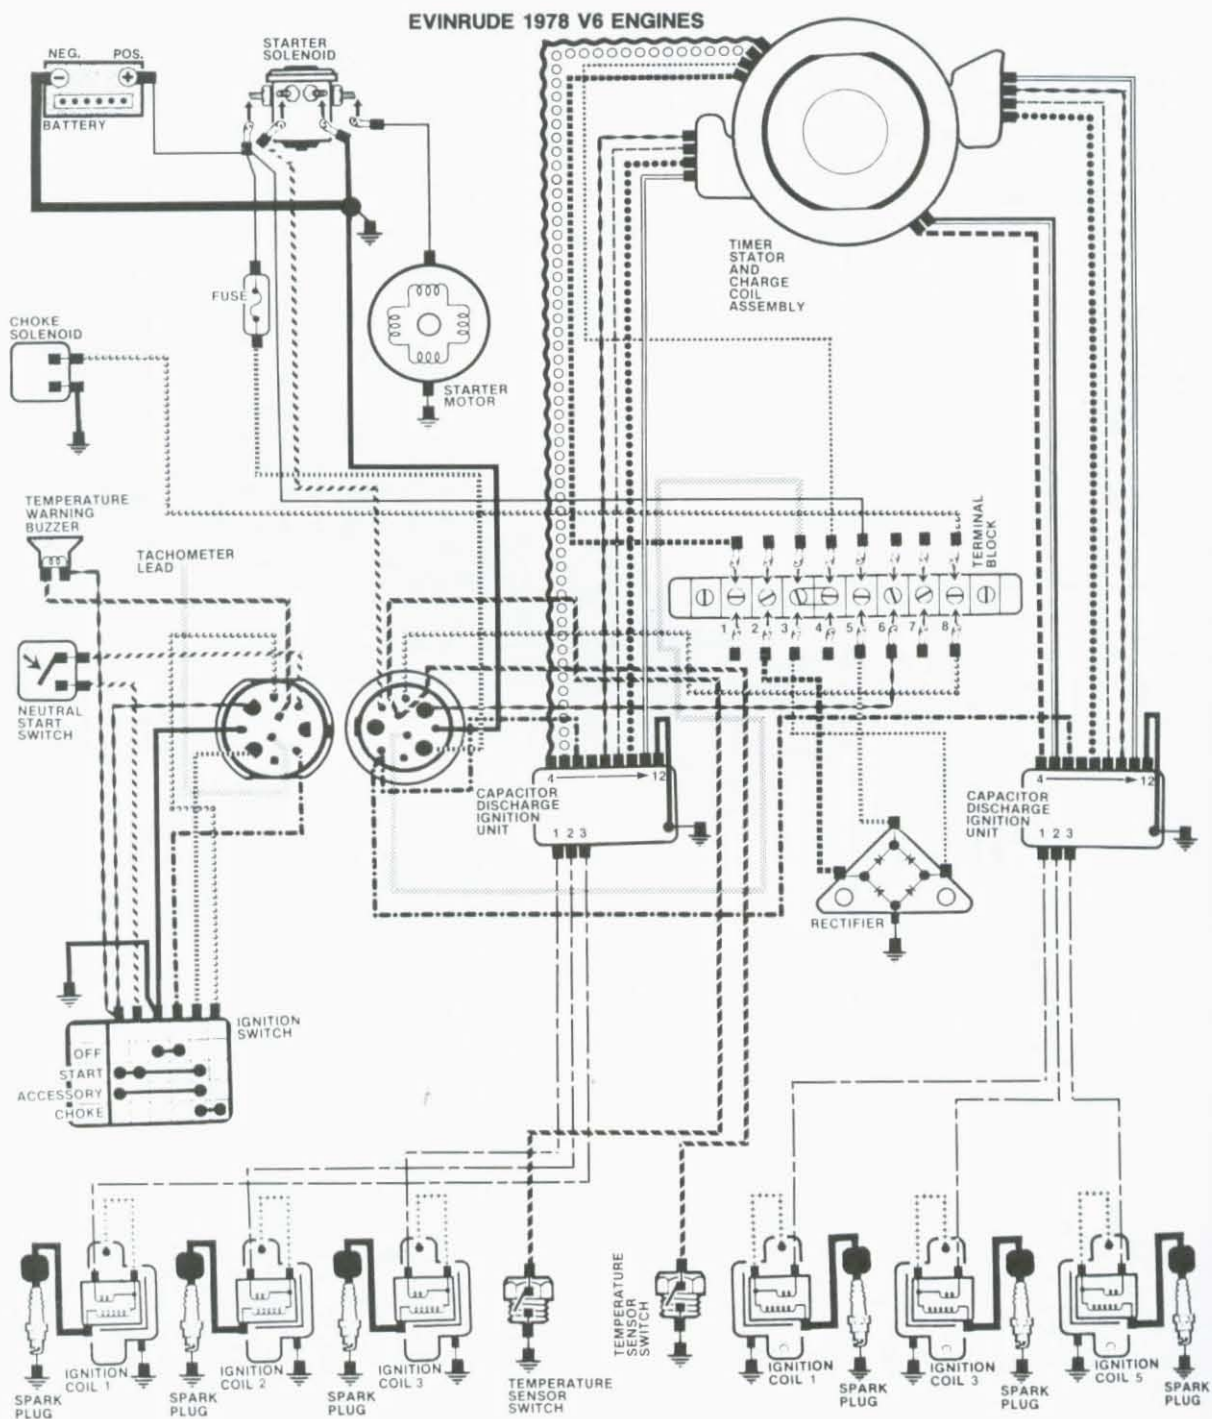 EVINRUDE 1978 V6 ENGINES
NEG. POS.
BATTERY
STARTER
SOLENOID
TIMER
STATOR
AND
CHARGE
COIL
ASSEMBLY
FUSE
CHOKE
SOLENOID
STARTER
MOTOR
TEMPERATURE
WARNING
BUZZER
TACHOMETER
LEAD
TERMINAL
BLOCK
1 2 3 4 5 6 7 8
NEUTRAL
START
SWITCH
4 12
CAPACITOR
DISCHARGE
IGNITION
UNIT
1 2 3
4 12
CAPACITOR
DISCHARGE
IGNITION
UNIT
1 2 3
RECTIFIER
IGNITION
SWITCH
OFF
START
ACCESSORY
CHOKE
IGNITION
COIL 1
SPARK
PLUG
IGNITION
COIL 2
SPARK
PLUG
IGNITION
COIL 3
SPARK
PLUG
TEMPERATURE
SENSOR
SWITCH
TEMPERATURE
SENSOR
SWITCH
IGNITION
COIL 1
SPARK
PLUG
IGNITION
COIL 3
SPARK
PLUG
IGNITION
COIL 5
SPARK
PLUG